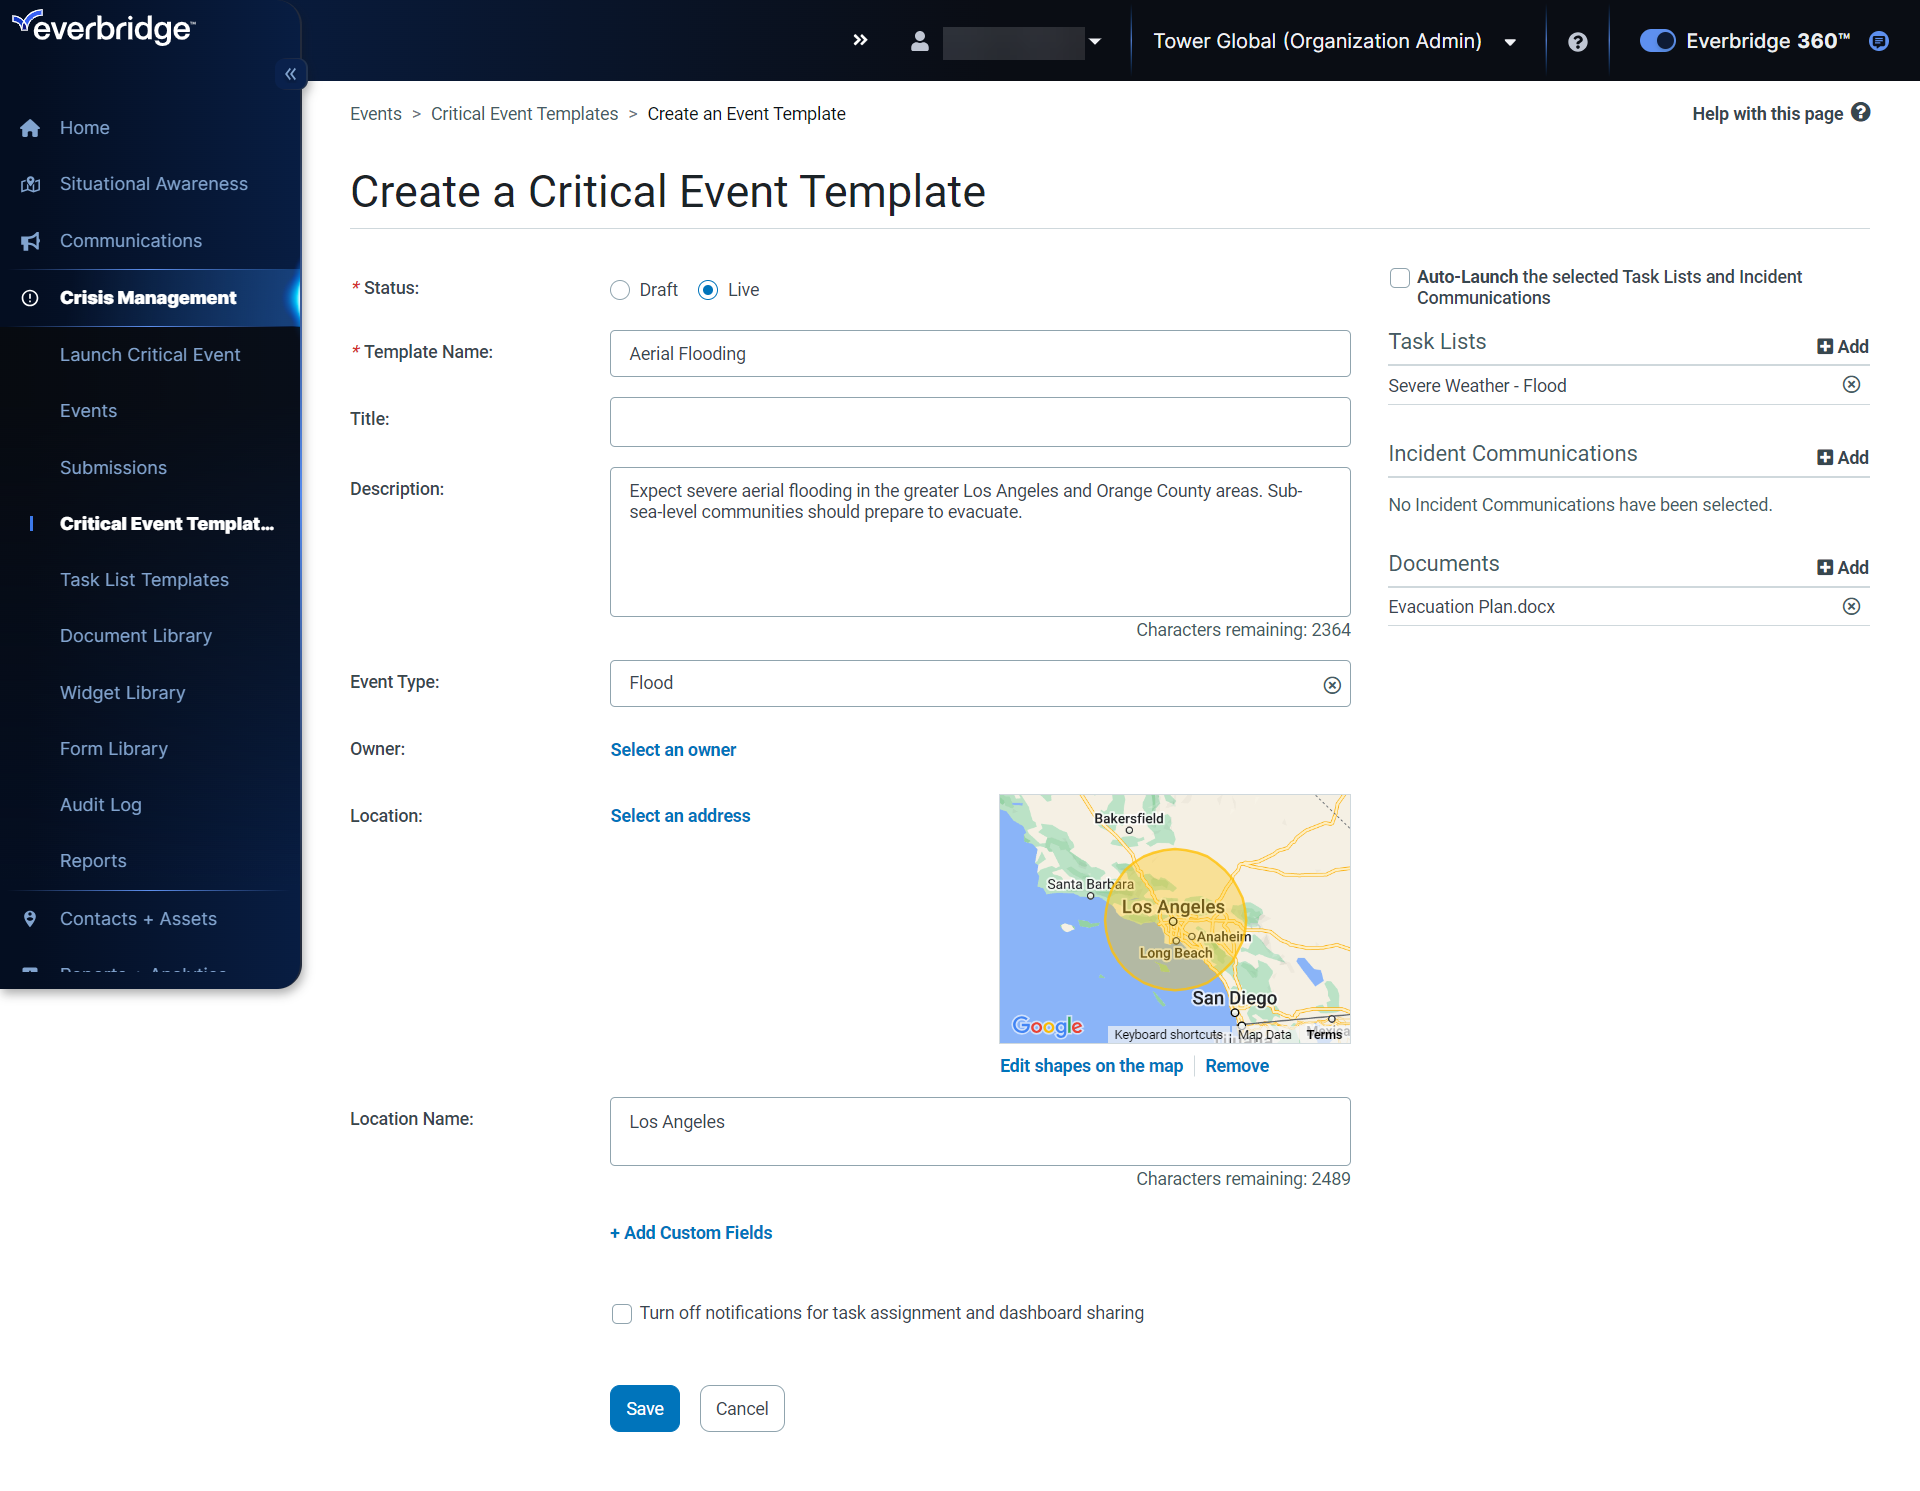 everbridge™
Tower Global (Organization Admin)
Everbridge 360™
Home
Situational Awareness
Communications
Crisis Management
Launch Critical Event
Events
Submissions
Critical Event Templat...
Task List Templates
Document Library
Widget Library
Form Library
Audit Log
Reports
Contacts + Assets
Reports + Analytics
Events > Critical Event Templates > Create an Event Template
Help with this page
Create a Critical Event Template
* Status:
Draft
Live
* Template Name:
Aerial Flooding
Title:
Description:
Expect severe aerial flooding in the greater Los Angeles and Orange County areas. Sub-
sea-level communities should prepare to evacuate.
Characters remaining: 2364
Event Type:
Flood
Owner:
Select an owner
Location:
Select an address
Bakersfield
Santa Barbara
Los Angeles
Anaheim
Long Beach
San Diego
Tijuana
Mexica
Google
Keyboard shortcuts
Map Data
Terms
Edit shapes on the map
Remove
Location Name:
Los Angeles
Characters remaining: 2489
+ Add Custom Fields
Turn off notifications for task assignment and dashboard sharing
Save
Cancel
Auto-Launch the selected Task Lists and Incident
Communications
Task Lists
Add
Severe Weather - Flood
Incident Communications
Add
No Incident Communications have been selected.
Documents
Add
Evacuation Plan.docx